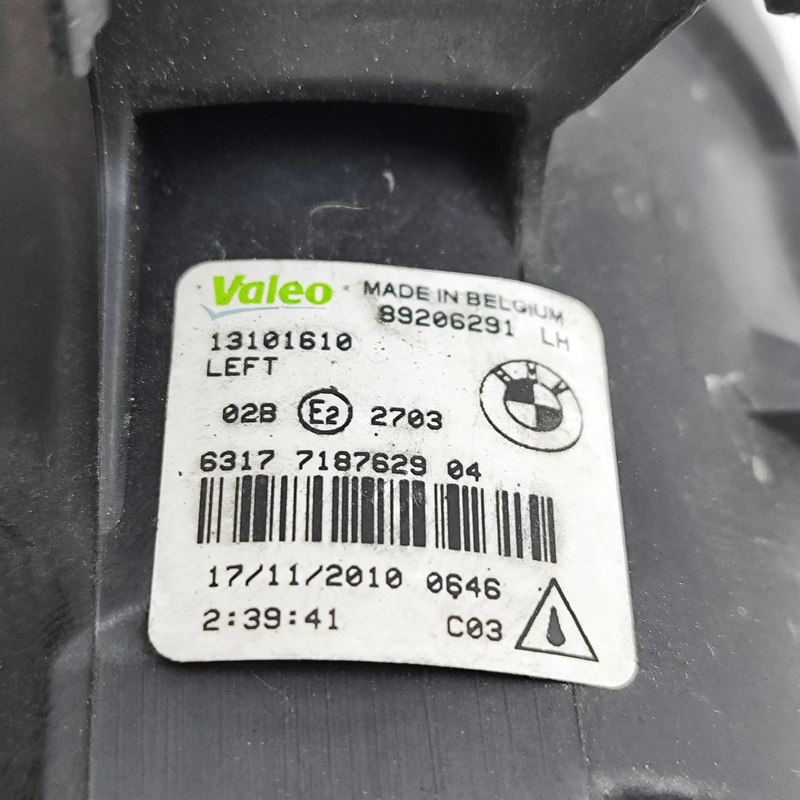 Valeo MADE IN BELGIUM
89206291 LH
13101610
LEFT
BMW
02B E2 2703
6317 7187629 04
17/11/2010 0646
2:39:41 C03